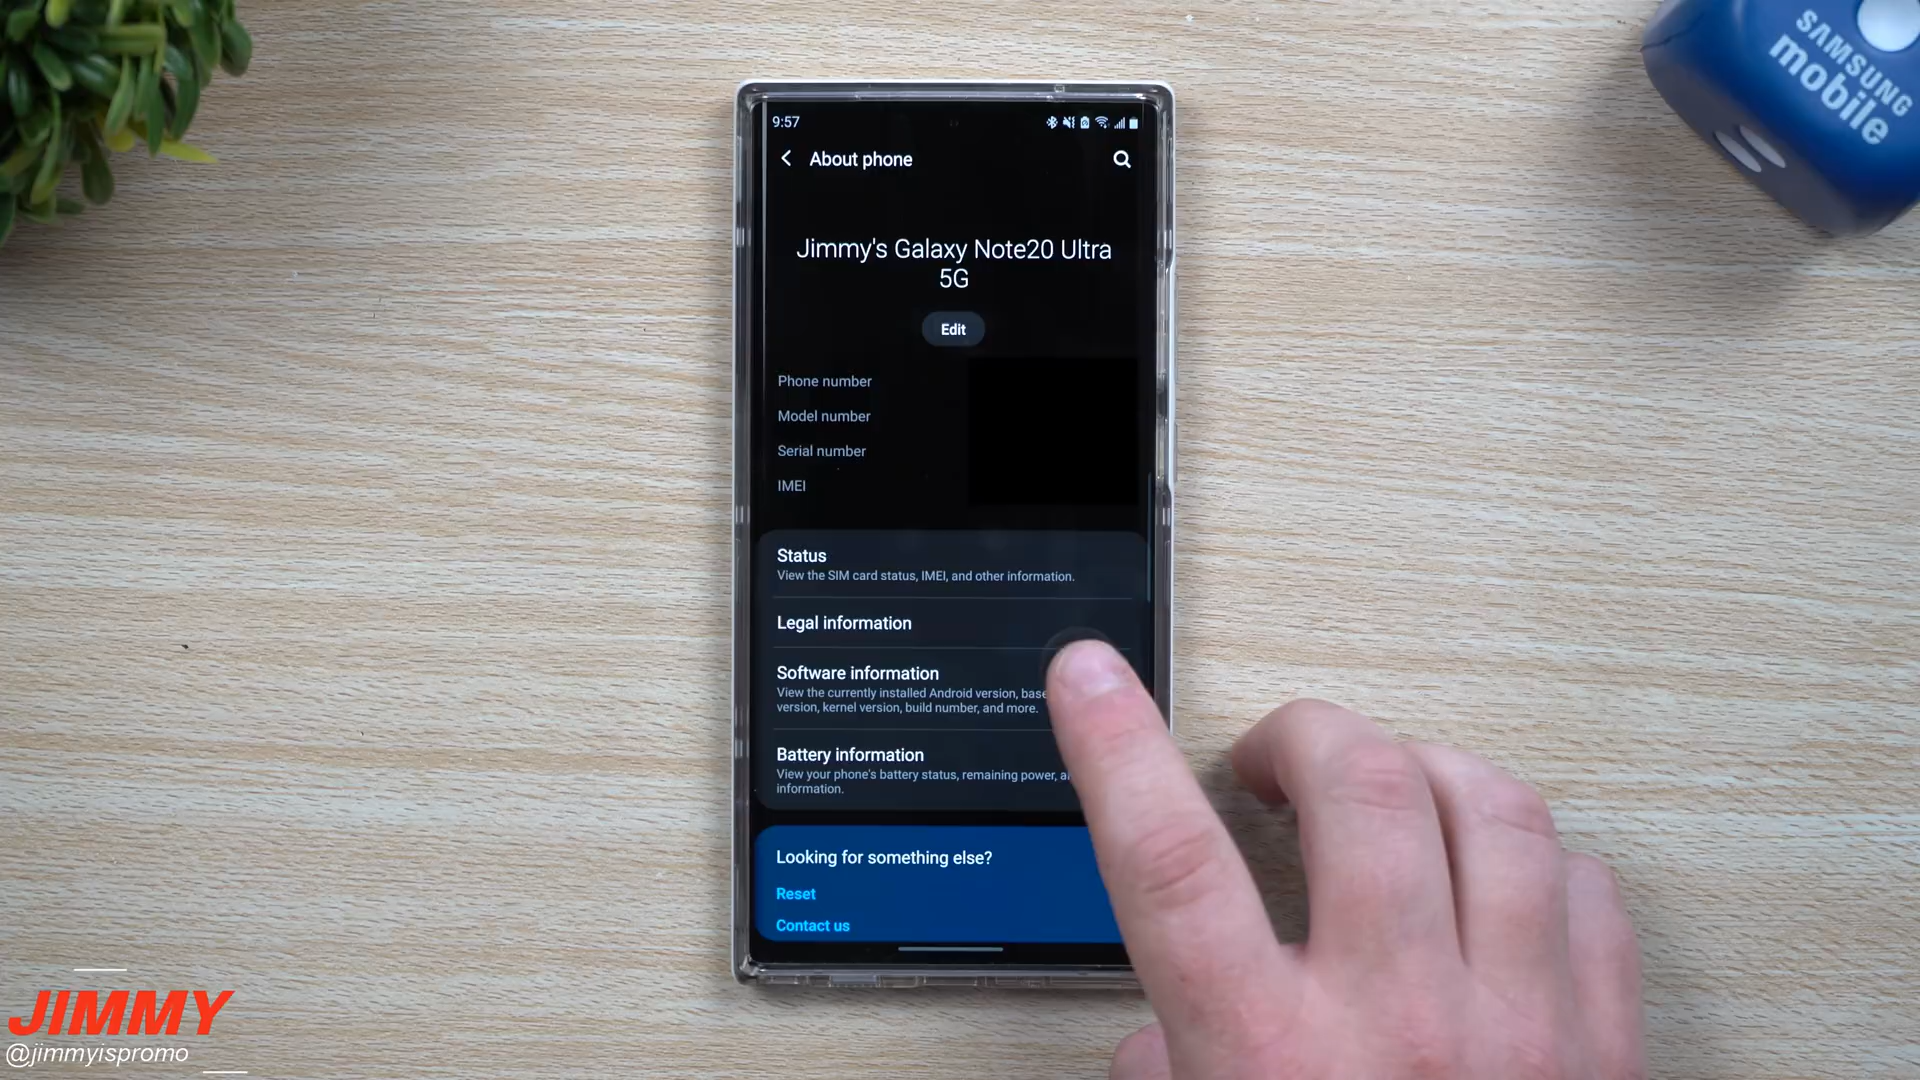 SAMSUNG
mobile
9:57
About phone
Jimmy's Galaxy Note20 Ultra
5G
Edit
Phone number
Model number
Serial number
IMEI
Status
View the SIM card status, IMEI, and other information.
Legal information
Software information
View the currently installed Android version,
version, kernel version, build number, and more.
Battery information
View your phone's battery status, remaining power,
information.
Looking for something else?
Reset
Contact us
JIMMY
@jimmyispromo